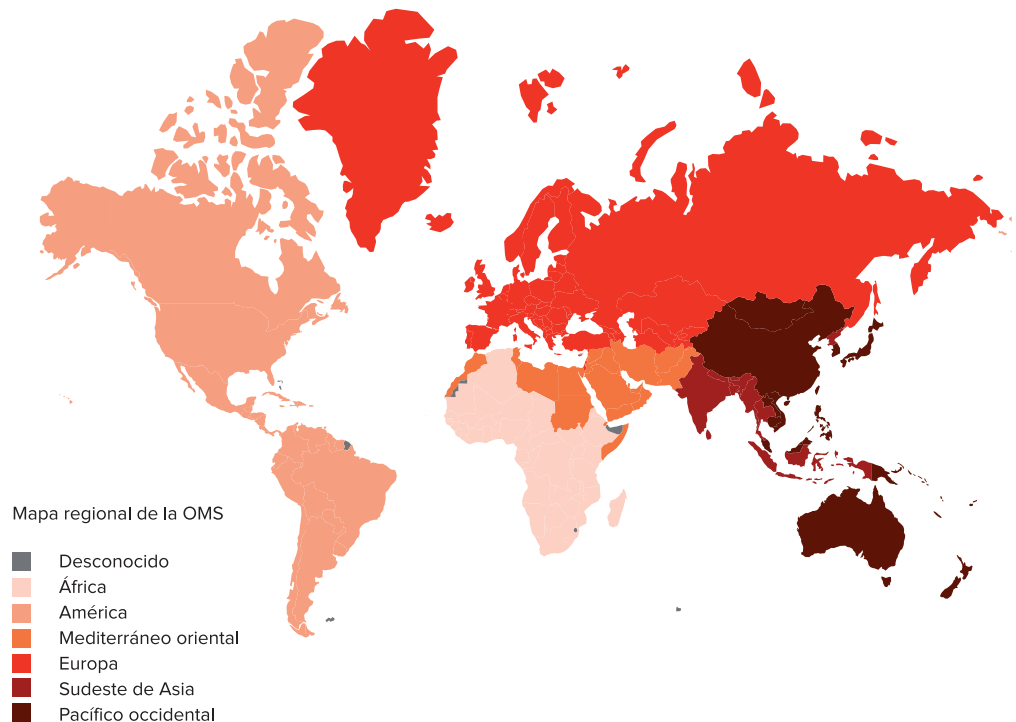 Mapa regional de la OMS
Desconocido
África
América
Mediterráneo oriental
Europa
Sudeste de Asia
Pacífico occidental